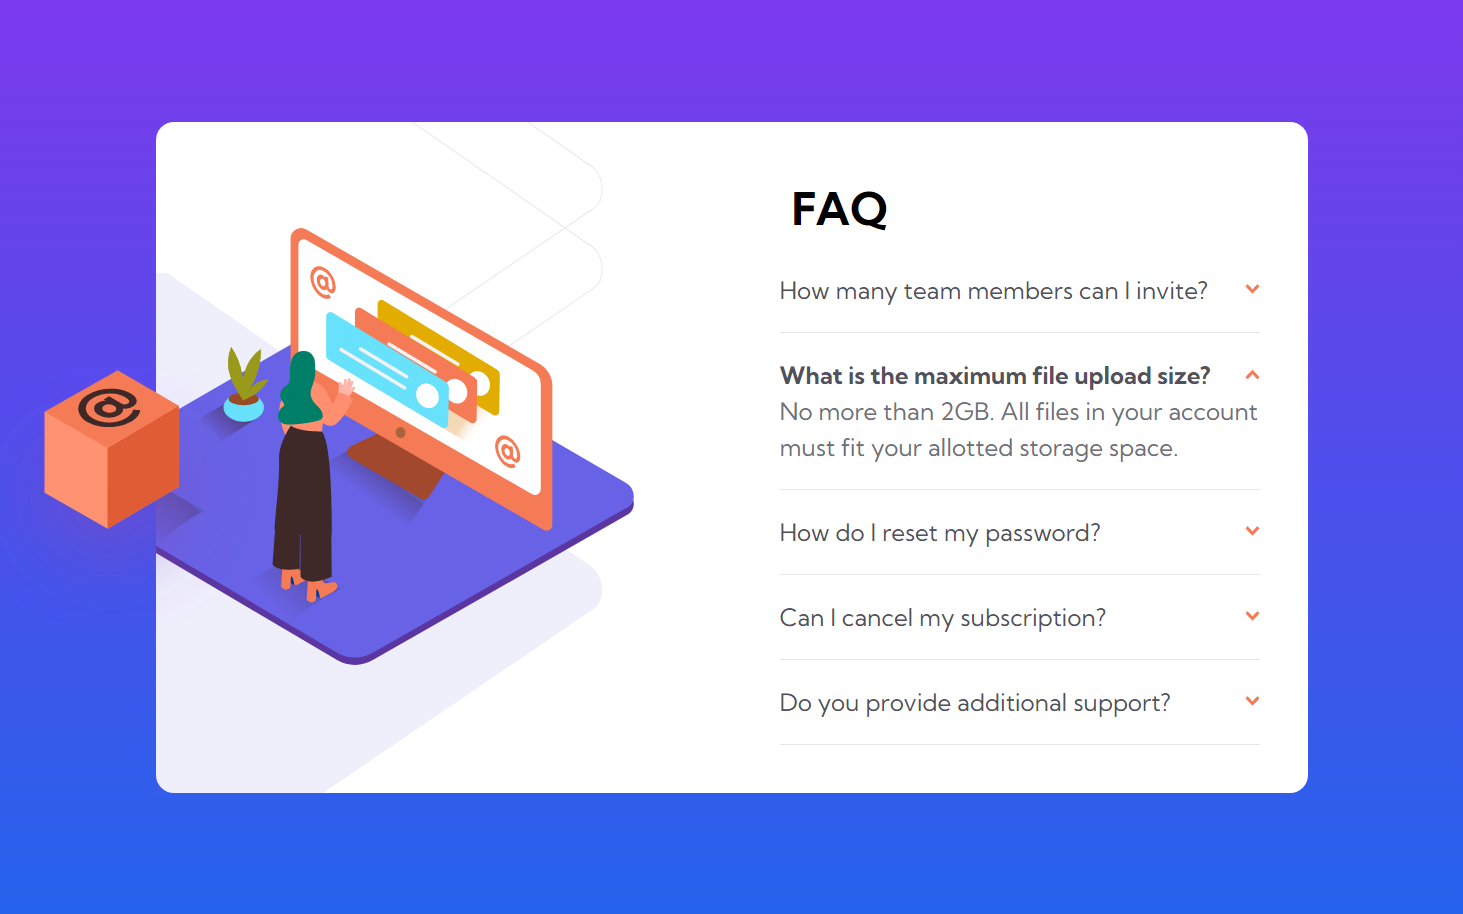 FAQ
How many team members can I invite?
What is the maximum file upload size?
No more than 2GB. All files in your account
must fit your allotted storage space.
How do I reset my password?
Can I cancel my subscription?
Do you provide additional support?
@
@
@